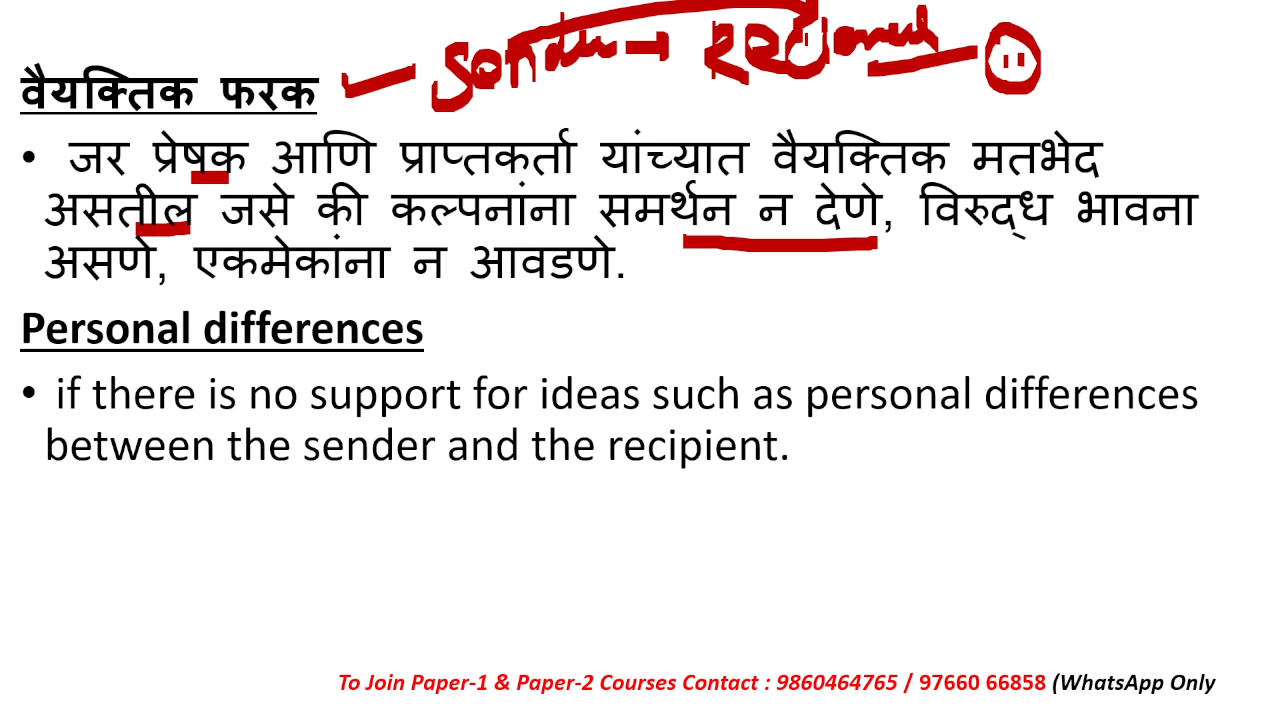 वैयक्तिक फरक
• जर प्रेषक आणि प्राप्तकर्ता यांच्यात वैयक्तिक मतभेद
असतील जसे की कल्पनांना समर्थन न देणे, विरुद्ध भावना
असणे, एकमेकांना न आवडणे.
Personal differences
• if there is no support for ideas such as personal differences
between the sender and the recipient.
To Join Paper-1 & Paper-2 Courses Contact : 9860464765 / 97660 66858 (WhatsApp Only